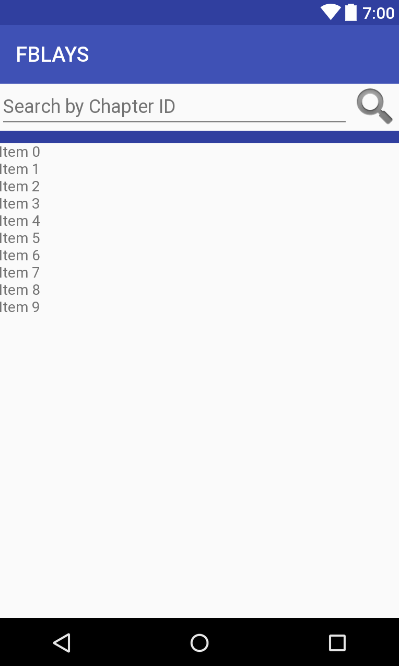 7:00
FBLAYS
Search by Chapter ID
Item 0
Item 1
Item 2
Item 3
Item 4
Item 5
Item 6
Item 7
Item 8
Item 9